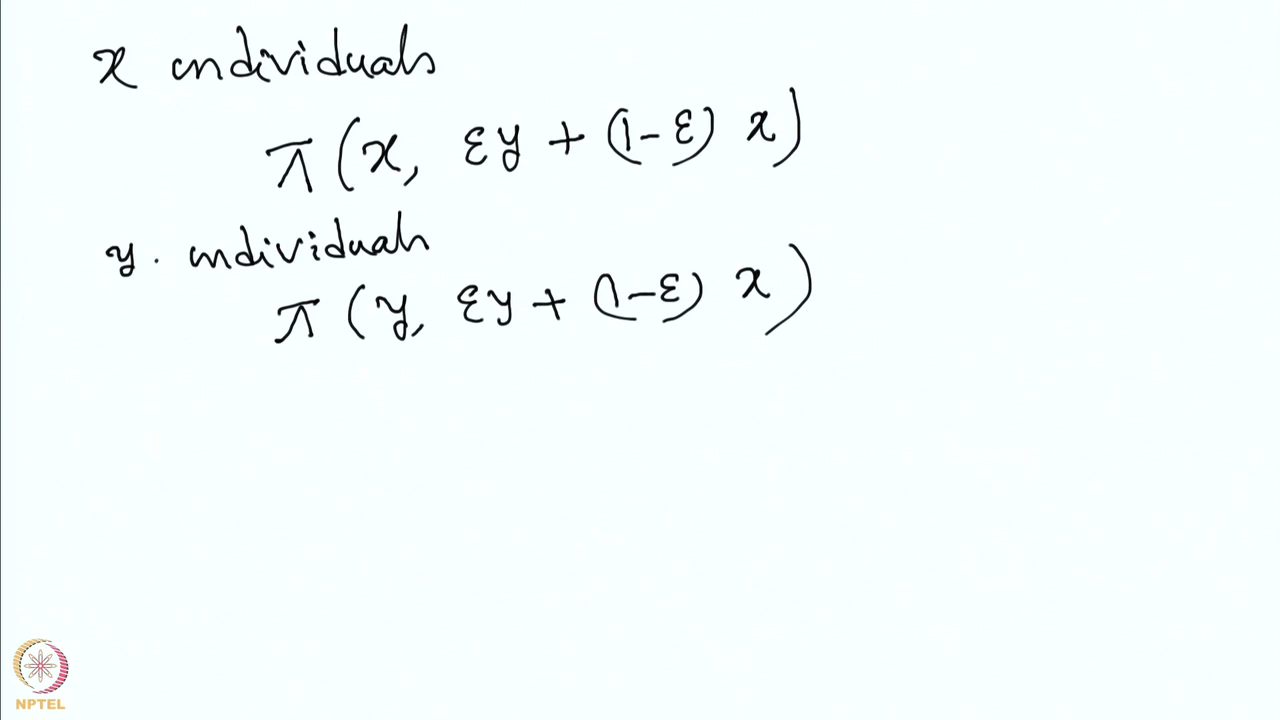 x individuals
π(x, εy + (1-ε) x)
y. individuals
π(y, εy + (1-ε) x)
NPTEL